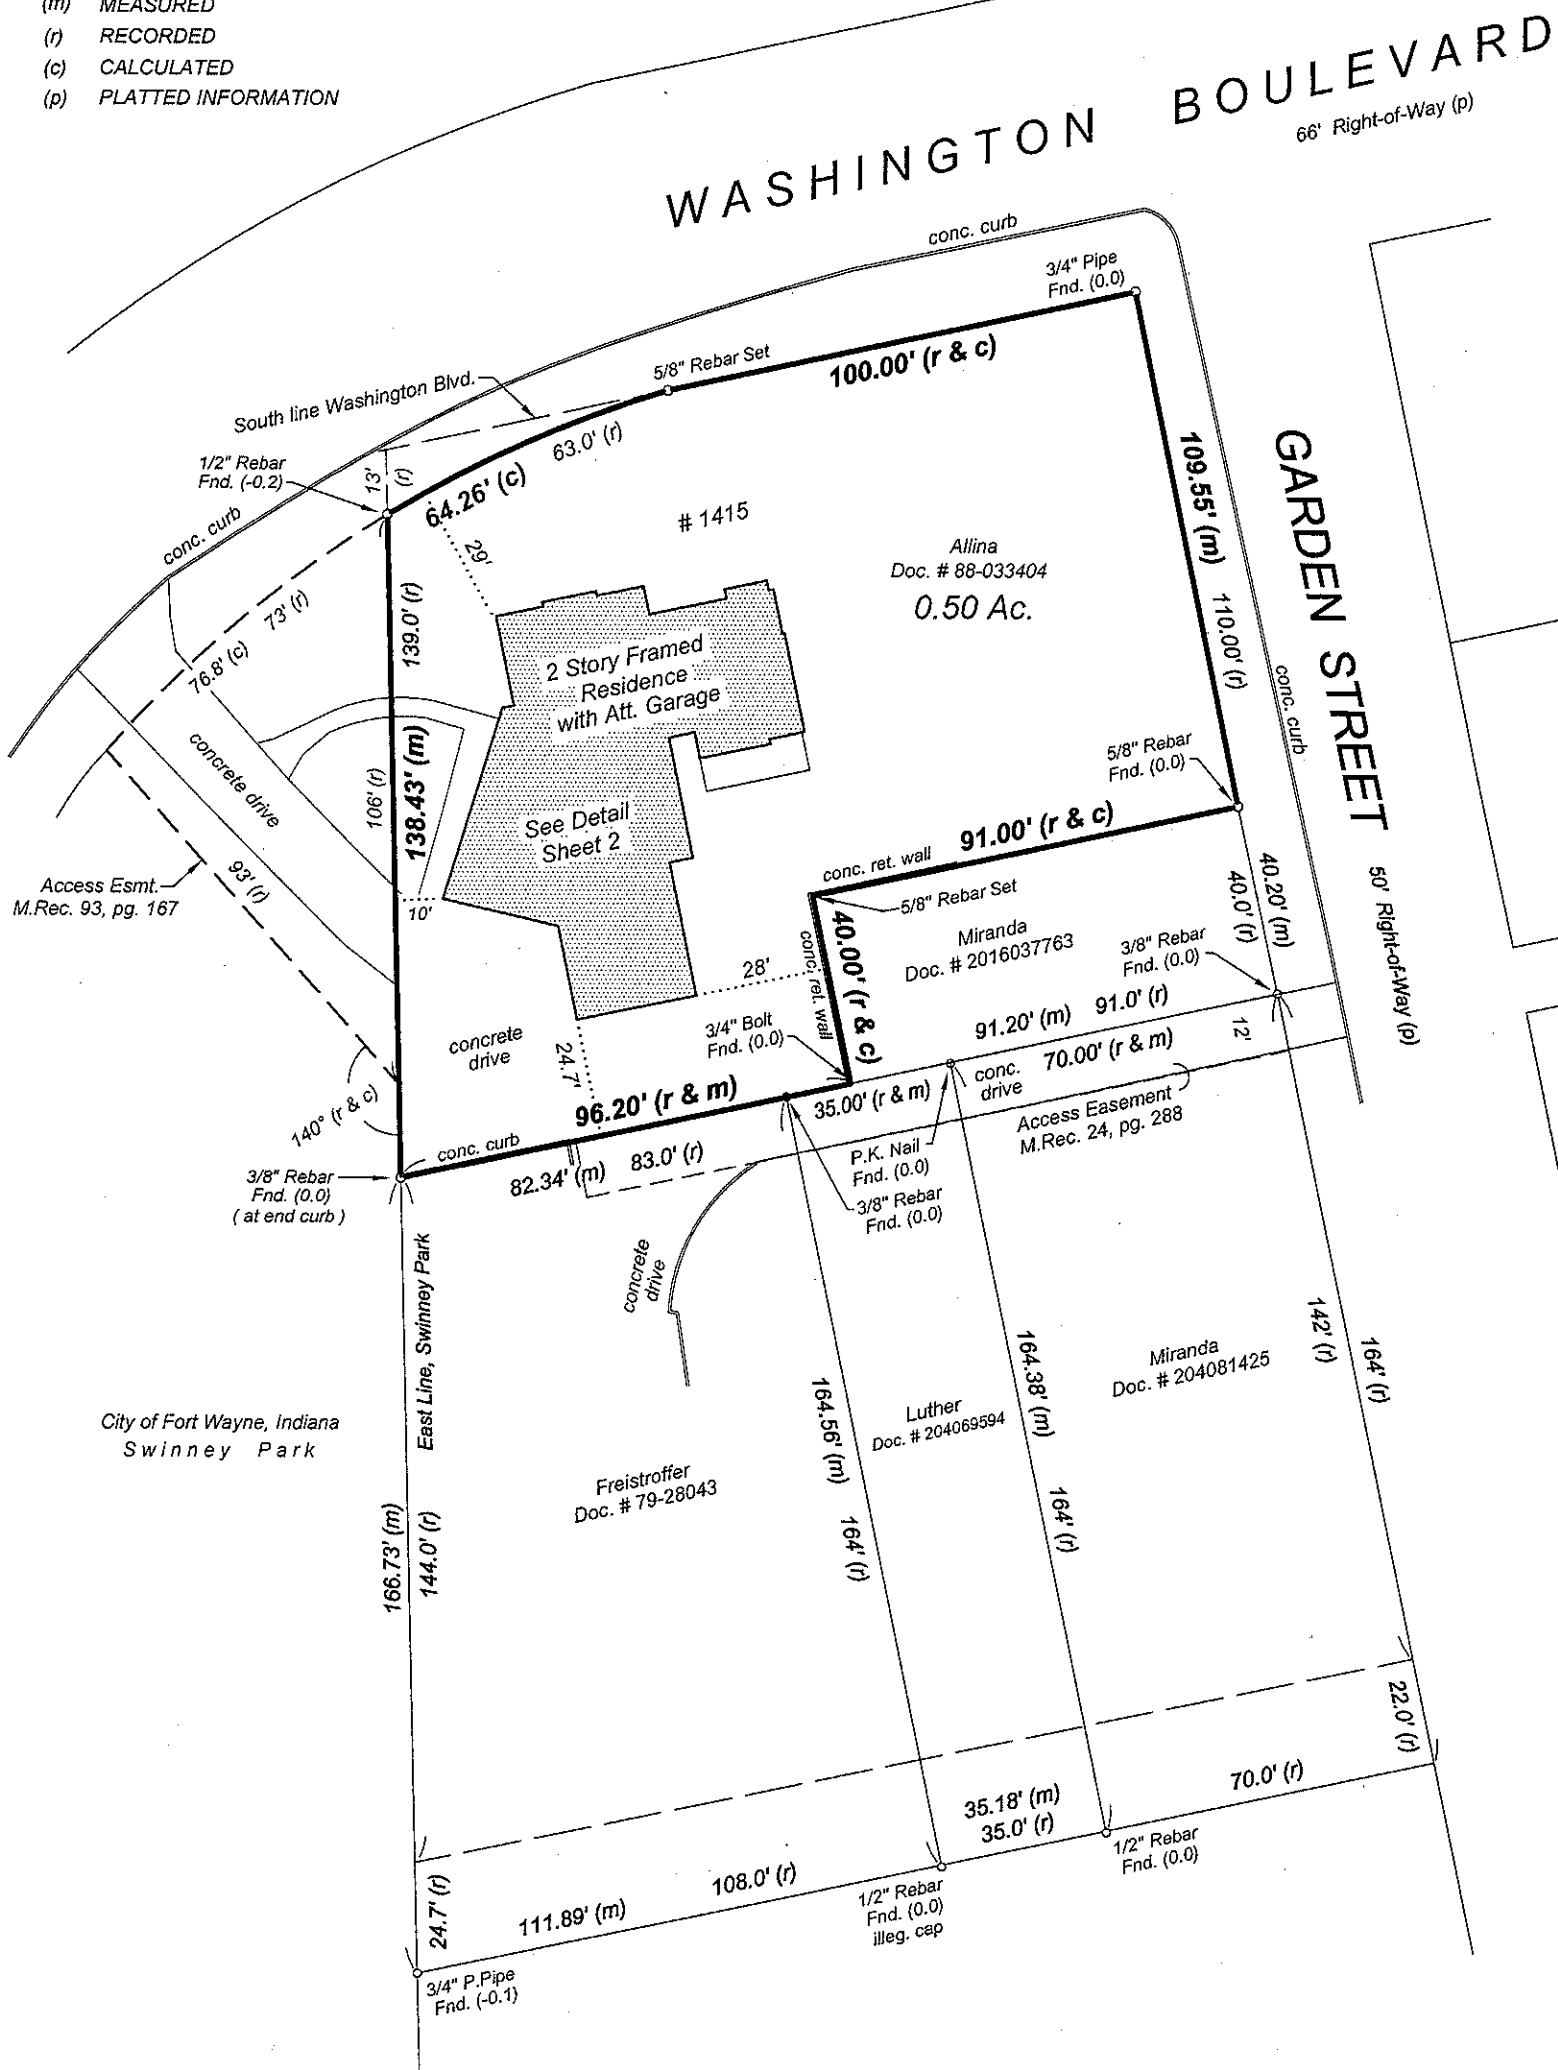 (m) MEASURED
(r) RECORDED
(c) CALCULATED
(p) PLATTED INFORMATION
WASHINGTON BOULEVARD
66' Right-of-Way (p)
conc. curb
3/4" Pipe
Fnd. (0.0)
5/8" Rebar Set
100.00' (r & c)
South line Washington Blvd.
63.0' (r)
1/2" Rebar
Fnd. (-0.2)
13'
(r)
64.26' (c)
conc. curb
29'
# 1415
Allina
Doc. # 88-033404
0.50 Ac.
109.55' (m)
110.00' (r)
GARDEN STREET
conc. curb
50' Right-of-Way (p)
73' (r)
76.8' (c)
139.0' (r)
138.43' (m)
106' (r)
2 Story Framed
Residence
with Att. Garage
See Detail
Sheet 2
concrete drive
Access Esmt.
M.Rec. 93, pg. 167
93' (r)
10'
5/8" Rebar
Fnd. (0.0)
91.00' (r & c)
conc. ret. wall
5/8" Rebar Set
40.00' (r & c)
conc. ret. wall
Miranda
Doc. # 2016037763
40.20' (m)
40.0' (r)
3/8" Rebar
Fnd. (0.0)
28'
3/4" Bolt
Fnd. (0.0)
91.20' (m)
91.0' (r)
70.00' (r & m)
12'
concrete
drive
24.7'
96.20' (r & m)
35.00' (r & m)
conc.
drive
Access Easement
M.Rec. 24, pg. 288
140° (r & c)
conc. curb
82.34' (m)
83.0' (r)
P.K. Nail
Fnd. (0.0)
3/8" Rebar
Fnd. (0.0)
3/8" Rebar
Fnd. (0.0)
( at end curb )
East Line, Swinney Park
concrete
drive
City of Fort Wayne, Indiana
Swinney Park
166.73' (m)
144.0' (r)
Freistroffer
Doc. # 79-28043
164.56' (m)
164' (r)
Luther
Doc. # 204069594
164.38' (m)
164' (r)
Miranda
Doc. # 204081425
142' (r)
164' (r)
22.0' (r)
70.0' (r)
35.18' (m)
35.0' (r)
1/2" Rebar
Fnd. (0.0)
108.0' (r)
111.89' (m)
1/2" Rebar
Fnd. (0.0)
illeg. cap
24.7' (r)
3/4" P.Pipe
Fnd. (-0.1)